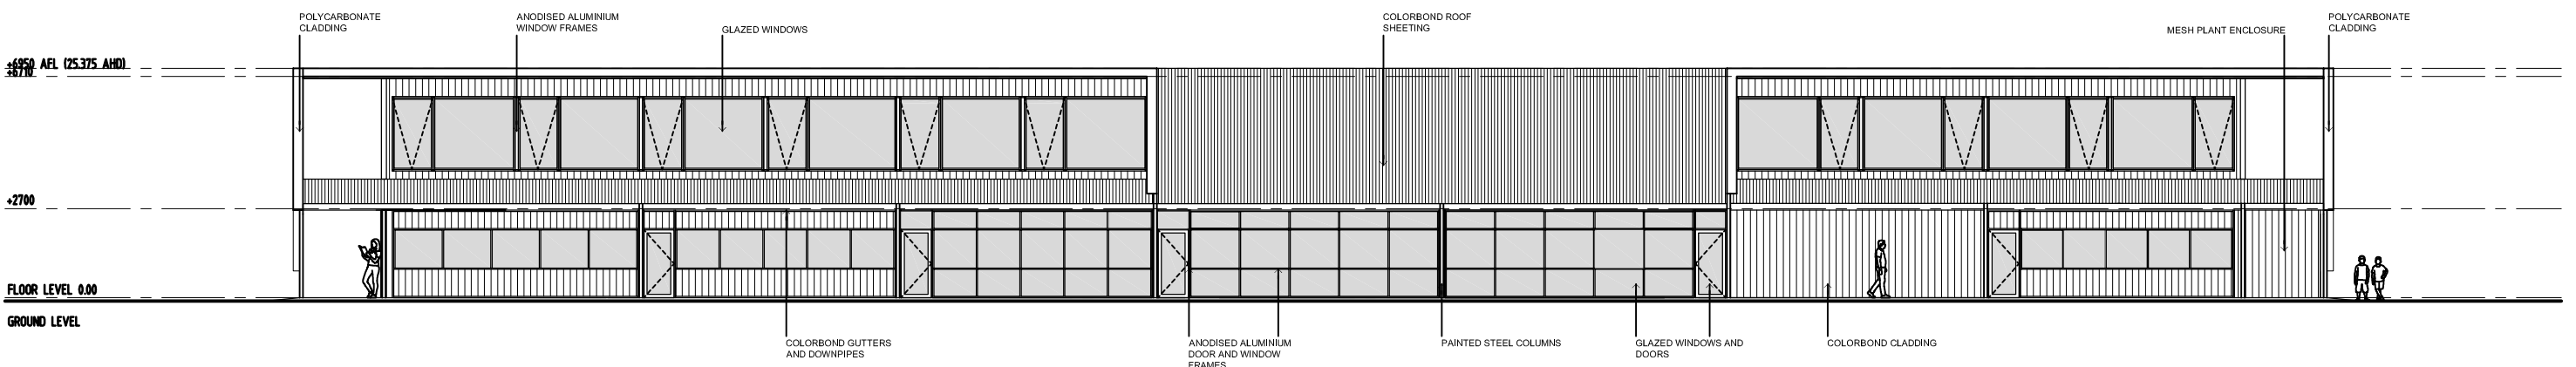 POLYCARBONATE
CLADDING
ANODISED ALUMINIUM
WINDOW FRAMES
GLAZED WINDOWS
COLORBOND ROOF
SHEETING
MESH PLANT ENCLOSURE
POLYCARBONATE
CLADDING
+6950 AFL (25.375 AHD)
+6710
+2700
FLOOR LEVEL 0.00
GROUND LEVEL
COLORBOND GUTTERS
AND DOWNPIPES
ANODISED ALUMINIUM
DOOR AND WINDOW
FRAMES
PAINTED STEEL COLUMNS
GLAZED WINDOWS AND
DOORS
COLORBOND CLADDING